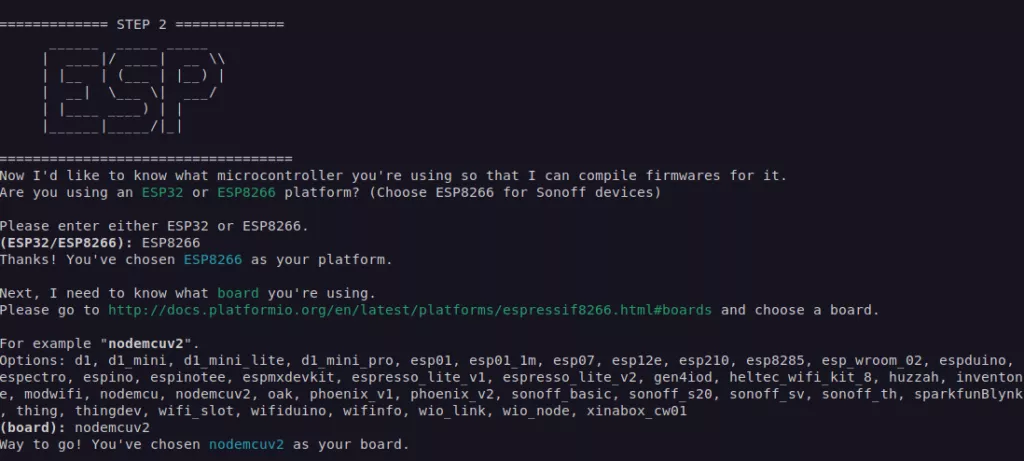 ============= STEP 2 =============
      ______  _____ _____
     |  ____|/ ____|  __ \\
     | |__  | (___ | |__) |
     |  __|  \___ \|  ___/
     | |____ ____) | |
     |______|_____/|_|
===================================
Now I'd like to know what microcontroller you're using so that I can compile firmwares for it.
Are you using an ESP32 or ESP8266 platform? (Choose ESP8266 for Sonoff devices)
Please enter either ESP32 or ESP8266.
(ESP32/ESP8266): ESP8266
Thanks! You've chosen ESP8266 as your platform.
Next, I need to know what board you're using.
Please go to http://docs.platformio.org/en/latest/platforms/espressif8266.html#boards and choose a board.
For example "nodemcuv2".
Options: d1, d1_mini, d1_mini_lite, d1_mini_pro, esp01, esp01_1m, esp07, esp12e, esp210, esp8285, esp_wroom_02, espduino,
espectro, espino, espinotee, espmxdevkit, espresso_lite_v1, espresso_lite_v2, gen4iod, heltec_wifi_kit_8, huzzah, inventon
e, modwifi, nodemcu, nodemcuv2, oak, phoenix_v1, phoenix_v2, sonoff_basic, sonoff_s20, sonoff_sv, sonoff_th, sparkfunBlynk
, thing, thingdev, wifi_slot, wifiduino, wifinfo, wio_link, wio_node, xinabox_cw01
(board): nodemcuv2
Way to go! You've chosen nodemcuv2 as your board.